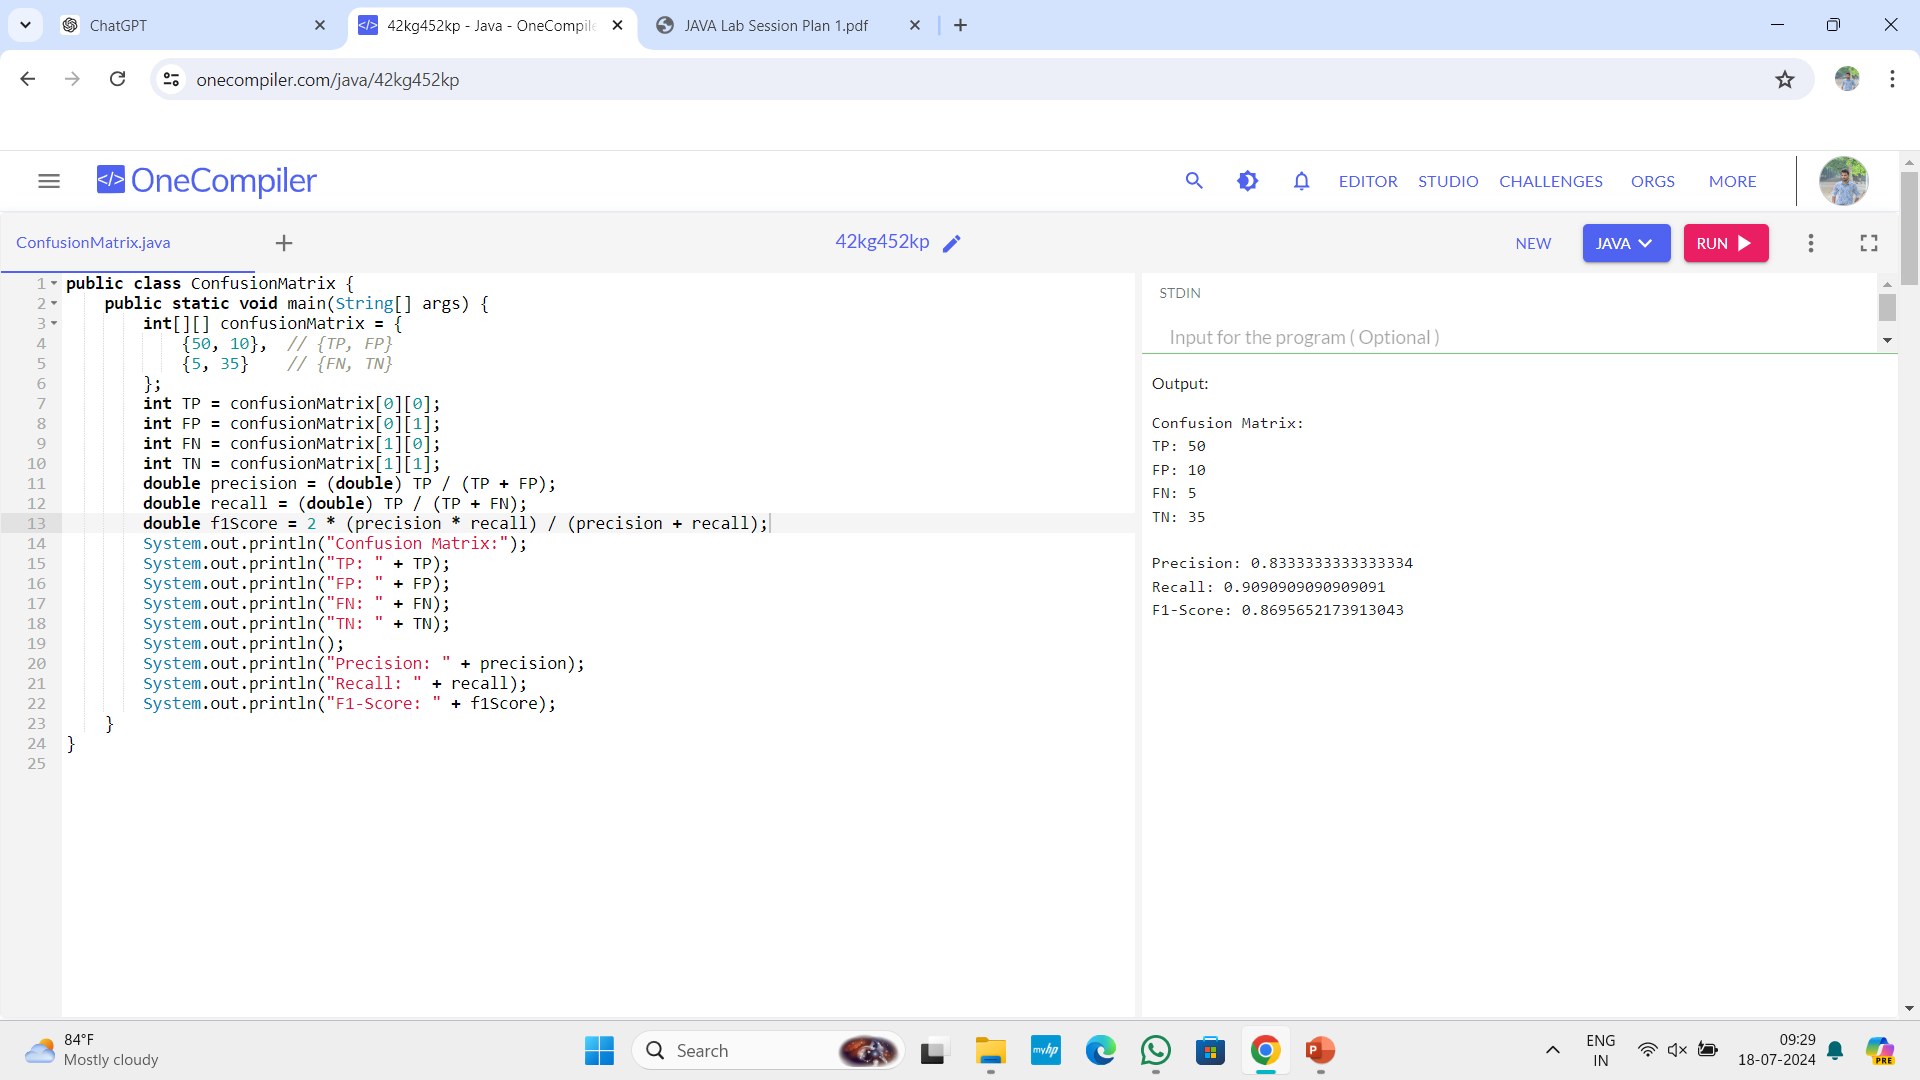 ChatGPT
42kg452kp - Java - OneCompile
JAVA Lab Session Plan 1.pdf
onecompiler.com/java/42kg452kp
</> OneCompiler
EDITOR STUDIO CHALLENGES ORGS MORE
ConfusionMatrix.java
42kg452kp
NEW JAVA RUN
1 public class ConfusionMatrix {
2     public static void main(String[] args) {
3         int[][] confusionMatrix = {
4             {50, 10},  // {TP, FP}
5             {5, 35}    // {FN, TN}
6         };
7         int TP = confusionMatrix[0][0];
8         int FP = confusionMatrix[0][1];
9         int FN = confusionMatrix[1][0];
10         int TN = confusionMatrix[1][1];
11         double precision = (double) TP / (TP + FP);
12         double recall = (double) TP / (TP + FN);
13         double f1Score = 2 * (precision * recall) / (precision + recall);
14         System.out.println("Confusion Matrix:");
15         System.out.println("TP: " + TP);
16         System.out.println("FP: " + FP);
17         System.out.println("FN: " + FN);
18         System.out.println("TN: " + TN);
19         System.out.println();
20         System.out.println("Precision: " + precision);
21         System.out.println("Recall: " + recall);
22         System.out.println("F1-Score: " + f1Score);
23     }
24 }
25
STDIN
Input for the program ( Optional )
Output:
Confusion Matrix:
TP: 50
FP: 10
FN: 5
TN: 35
Precision: 0.8333333333333334
Recall: 0.9090909090909091
F1-Score: 0.8695652173913043
84°F
Mostly cloudy
Search
myhp
P
PRE
ENG
IN
09:29
18-07-2024